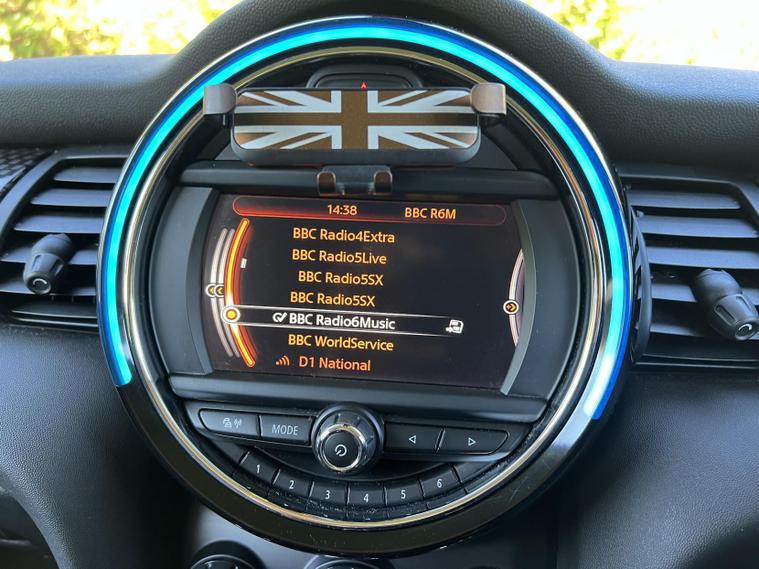 14:38 BBC R6M
BBC Radio4Extra
BBC Radio5Live
BBC Radio5SX
BBC Radio5SX
BBC Radio6Music
BBC WorldService
D1 National
MODE
1 2 3 4 5 6